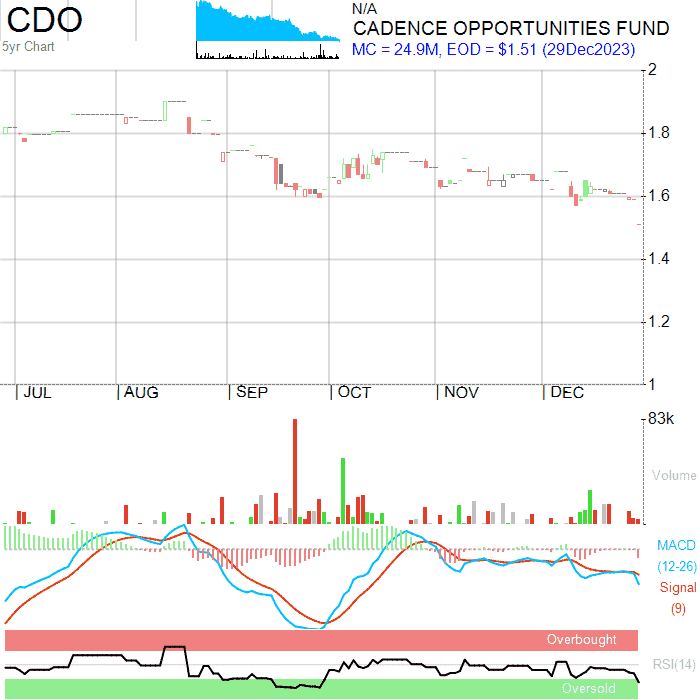 CDO
5yr Chart
N/A
CADENCE OPPORTUNITIES FUND
MC = 24.9M, EOD = $1.51 (29Dec2023)
2
1.8
1.6
1.4
1.2
1
JUL AUG SEP OCT NOV DEC
83k
Volume
MACD
(12-26)
Signal
(9)
Overbought
RSI(14)
Oversold